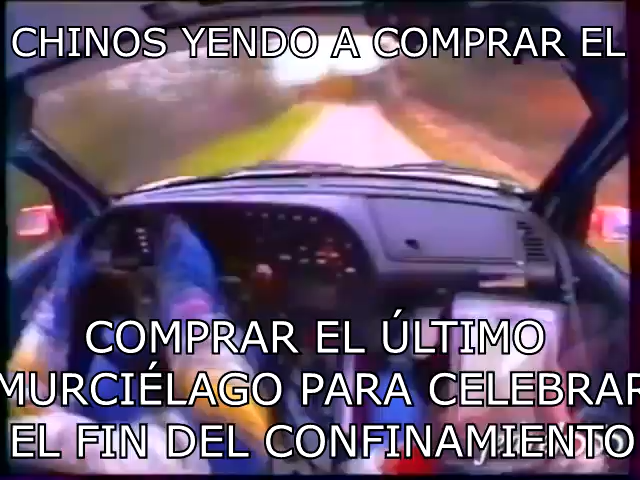 CHINOS YENDO A COMPRAR EL
COMPRAR EL ÚLTIMO
MURCIÉLAGO PARA CELEBRAR
EL FIN DEL CONFINAMIENTO